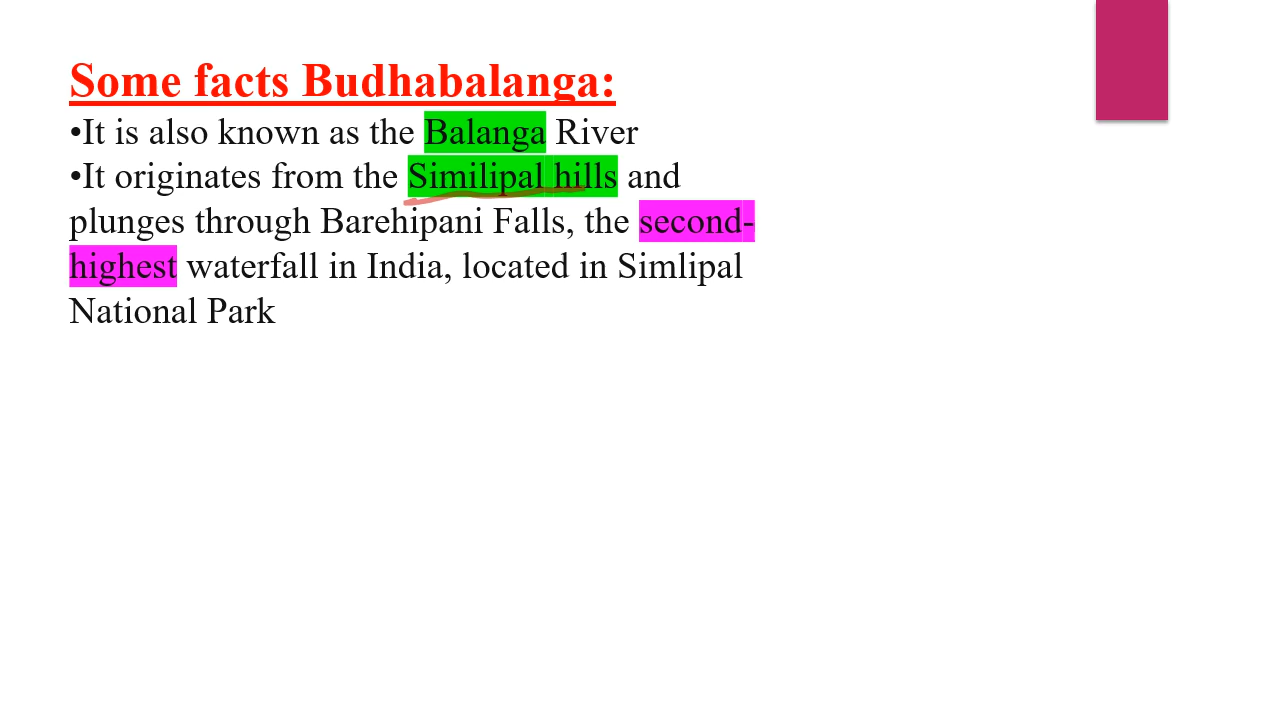 Some facts Budhabalanga:
•It is also known as the Balanga River
•It originates from the Similipal hills and
plunges through Barehipani Falls, the second-
highest waterfall in India, located in Simlipal
National Park